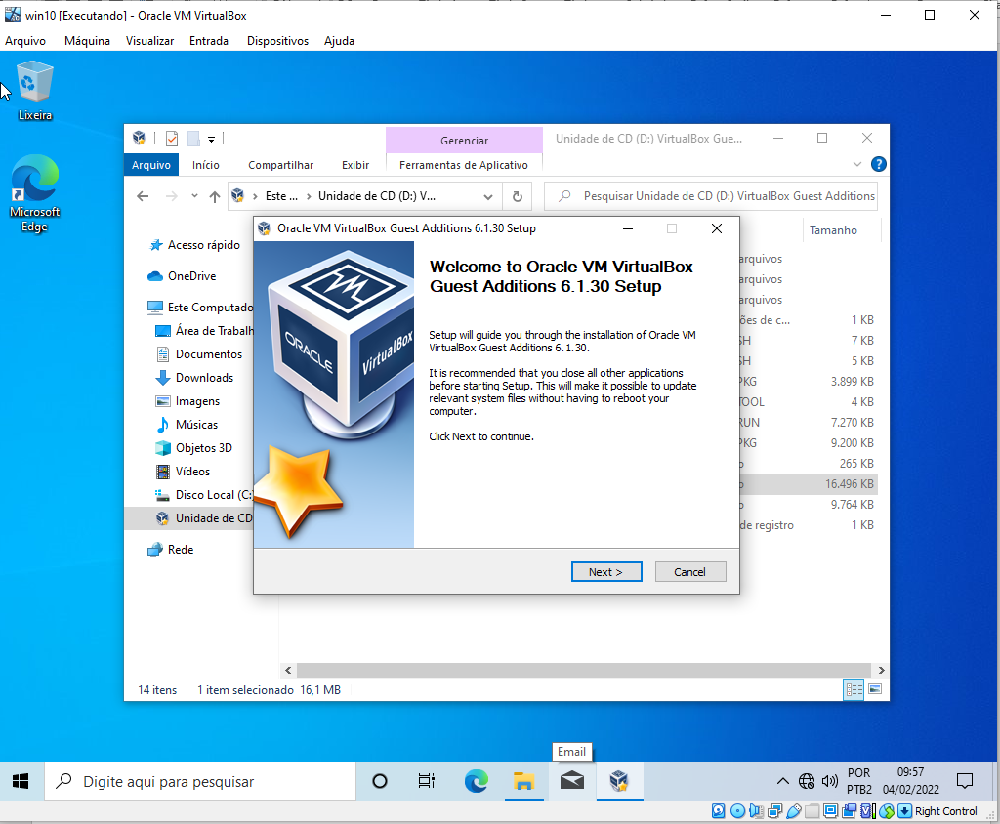 win10 [Executando] - Oracle VM VirtualBox
Arquivo Máquina Visualizar Entrada Dispositivos Ajuda
Lixeira
Microsoft
Edge
Gerenciar
Unidade de CD (D:) VirtualBox Gue...
Arquivo Início Compartilhar Exibir Ferramentas de Aplicativo
Este ... Unidade de CD (D:) V...
Pesquisar Unidade de CD (D:) VirtualBox Guest Additions
Tamanho
Acesso rápido
OneDrive
Este Computado
Área de Trabalh
Documentos
Downloads
Imagens
Músicas
Objetos 3D
Vídeos
Disco Local (C:
Unidade de CD
Rede
Oracle VM VirtualBox Guest Additions 6.1.30 Setup
ORACLE
VirtualBox
Welcome to Oracle VM VirtualBox
Guest Additions 6.1.30 Setup
Setup will guide you through the installation of Oracle VM
VirtualBox Guest Additions 6.1.30.
It is recommended that you close all other applications
before starting Setup. This will make it possible to update
relevant system files without having to reboot your
computer.
Click Next to continue.
Next >
Cancel
arquivos
arquivos
arquivos
ões de c... 1 KB
SH 7 KB
SH 5 KB
PKG 3.899 KB
TOOL 4 KB
RUN 7.270 KB
PKG 9.200 KB
o 265 KB
o 16.496 KB
o 9.764 KB
de registro 1 KB
14 itens 1 item selecionado 16,1 MB
Email
Digite aqui para pesquisar
POR
PTB2
09:57
04/02/2022
Right Control